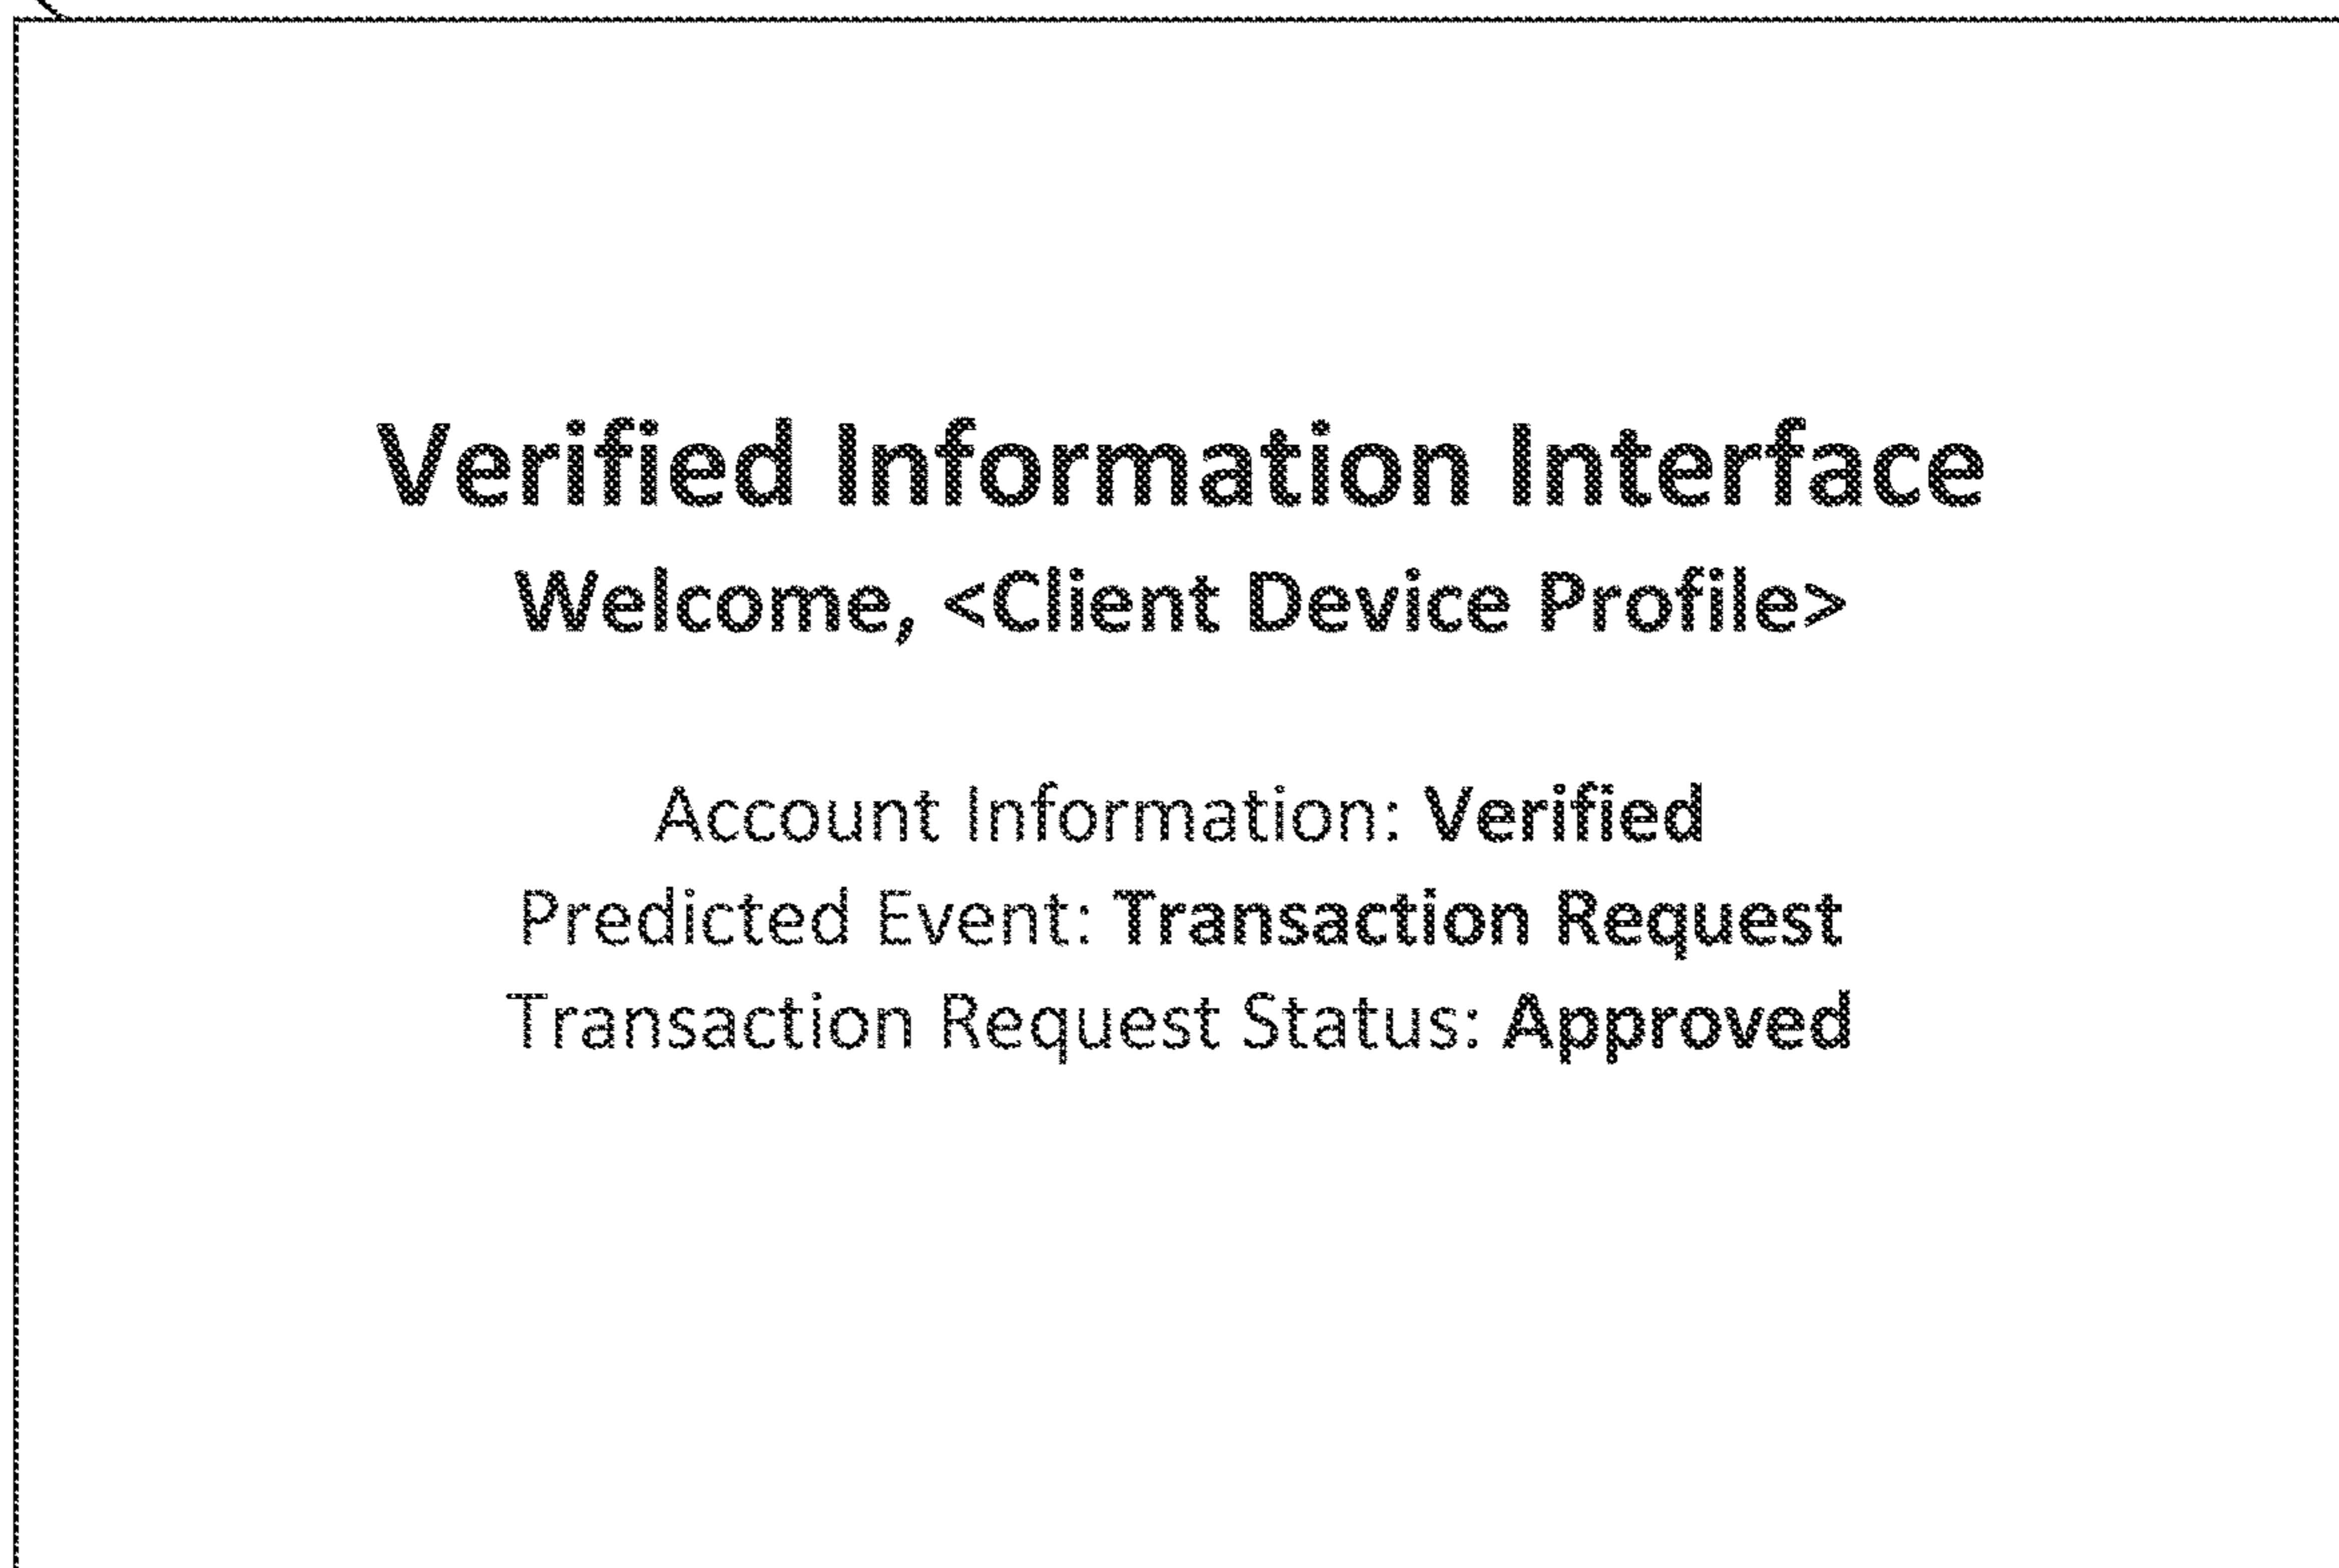 Verified Information Interface
Welcome, <Client Device Profile>
Account Information: Verified
Predicted Event: Transaction Request
Transaction Request Status: Approved